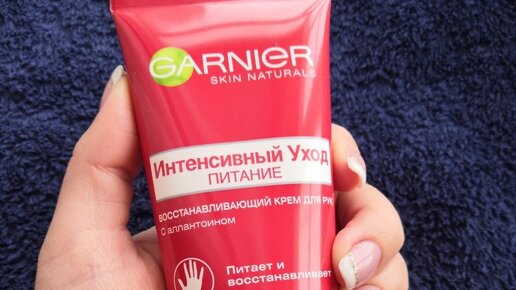 GARNIER
SKIN NATURALS
Интенсивный Уход
ПИТАНИЕ
ВОССТАНАВЛИВАЮЩИЙ КРЕМ ДЛЯ РУК
С аллантоином
Питает и
восстанавливает